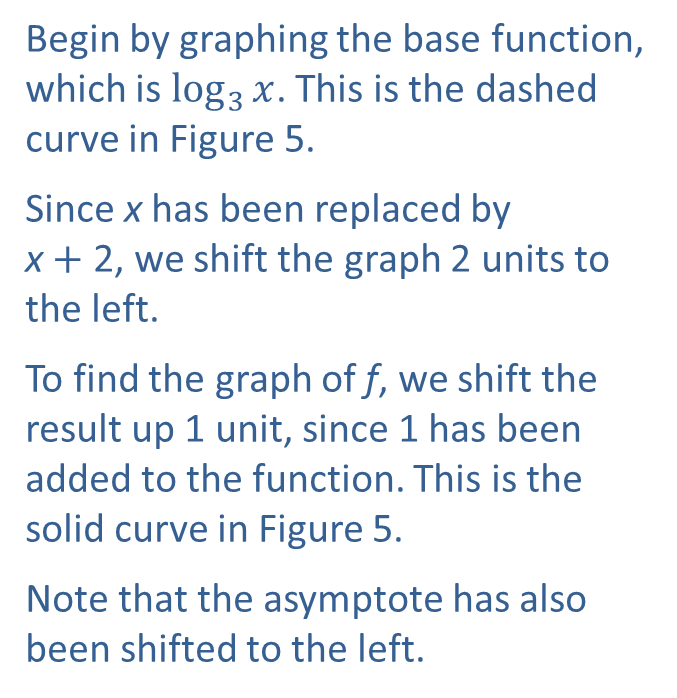 Begin by graphing the base function,
which is log₃ x. This is the dashed
curve in Figure 5.
Since x has been replaced by
x + 2, we shift the graph 2 units to
the left.
To find the graph of f, we shift the
result up 1 unit, since 1 has been
added to the function. This is the
solid curve in Figure 5.
Note that the asymptote has also
been shifted to the left.